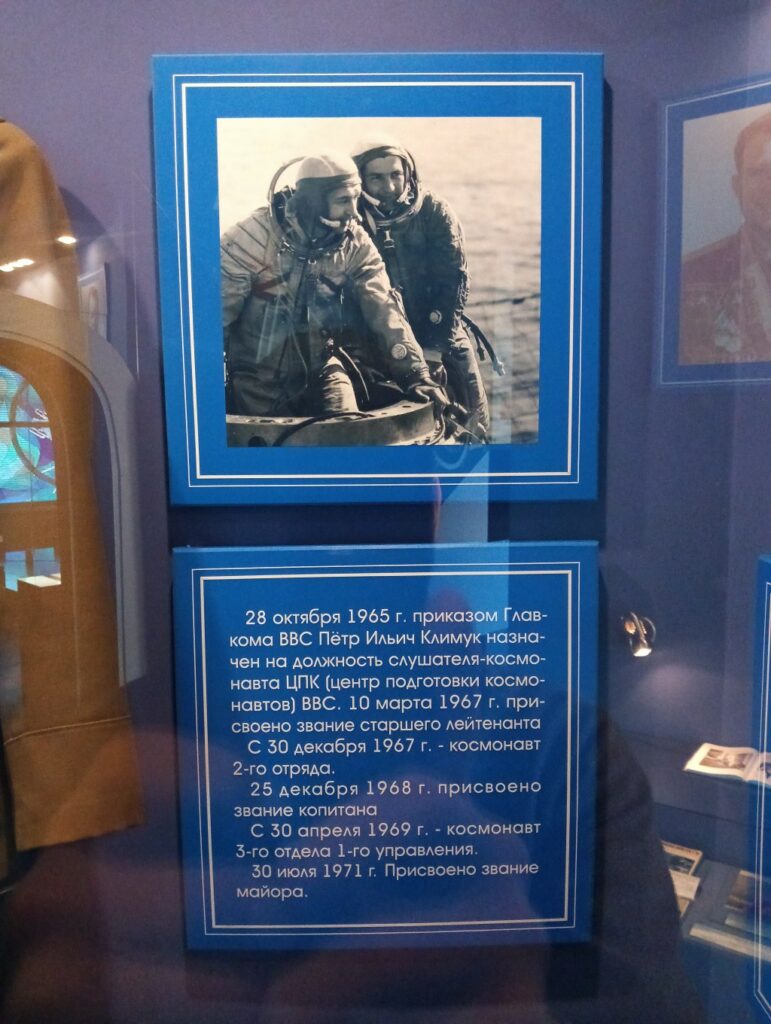 28 октября 1965 г. приказом Глав-
кома ВВС Пётр Ильич Климук назна-
чен на должность слушателя-космо-
навта ЦПК (центр подготовки космо-
навтов) ВВС. 10 марта 1967 г. при-
своено звание старшего лейтенанта
С 30 декабря 1967 г. - космонавт
2-го отряда.
25 декабря 1968 г. присвоено
звание копитана
С 30 апреля 1969 г. - космонавт
3-го отдела 1-го управления.
30 июля 1971 г. Присвоено звание
майора.